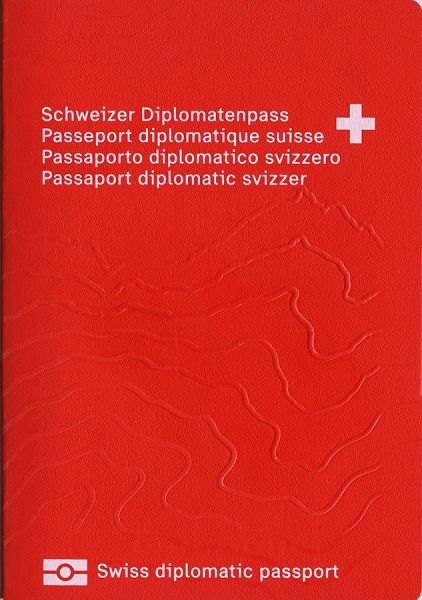 Schweizer Diplomatenpass
Passeport diplomatique suisse
Passaporto diplomatico svizzero
Passaport diplomatic svizzer
Swiss diplomatic passport